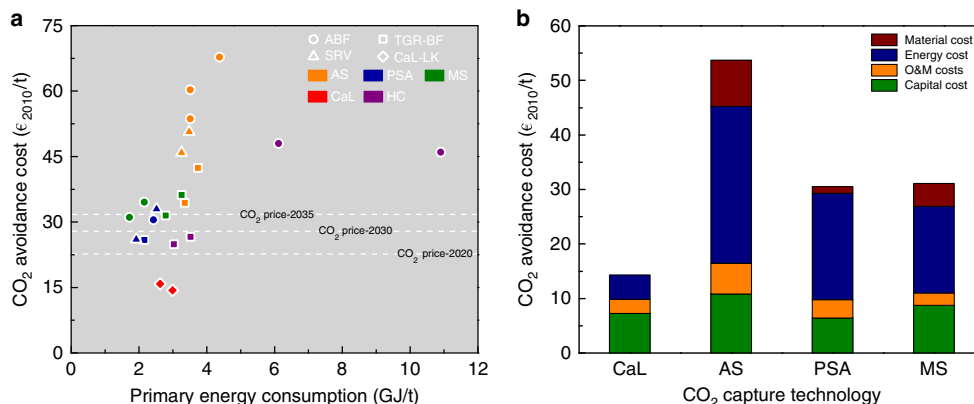 a
75
60
45
30
15
0
CO2 avoidance cost (€2010/t)
ABF
TGR-BF
SRV
CaL-LK
AS
PSA
MS
CaL
HC
CO2 price-2035
CO2 price-2030
CO2 price-2020
0 2 4 6 8 10 12
Primary energy consumption (GJ/t)
b
60
50
40
30
20
10
0
CO2 avoidance cost (€2010/t)
Material cost
Energy cost
O&M costs
Capital cost
CaL AS PSA MS
CO2 capture technology